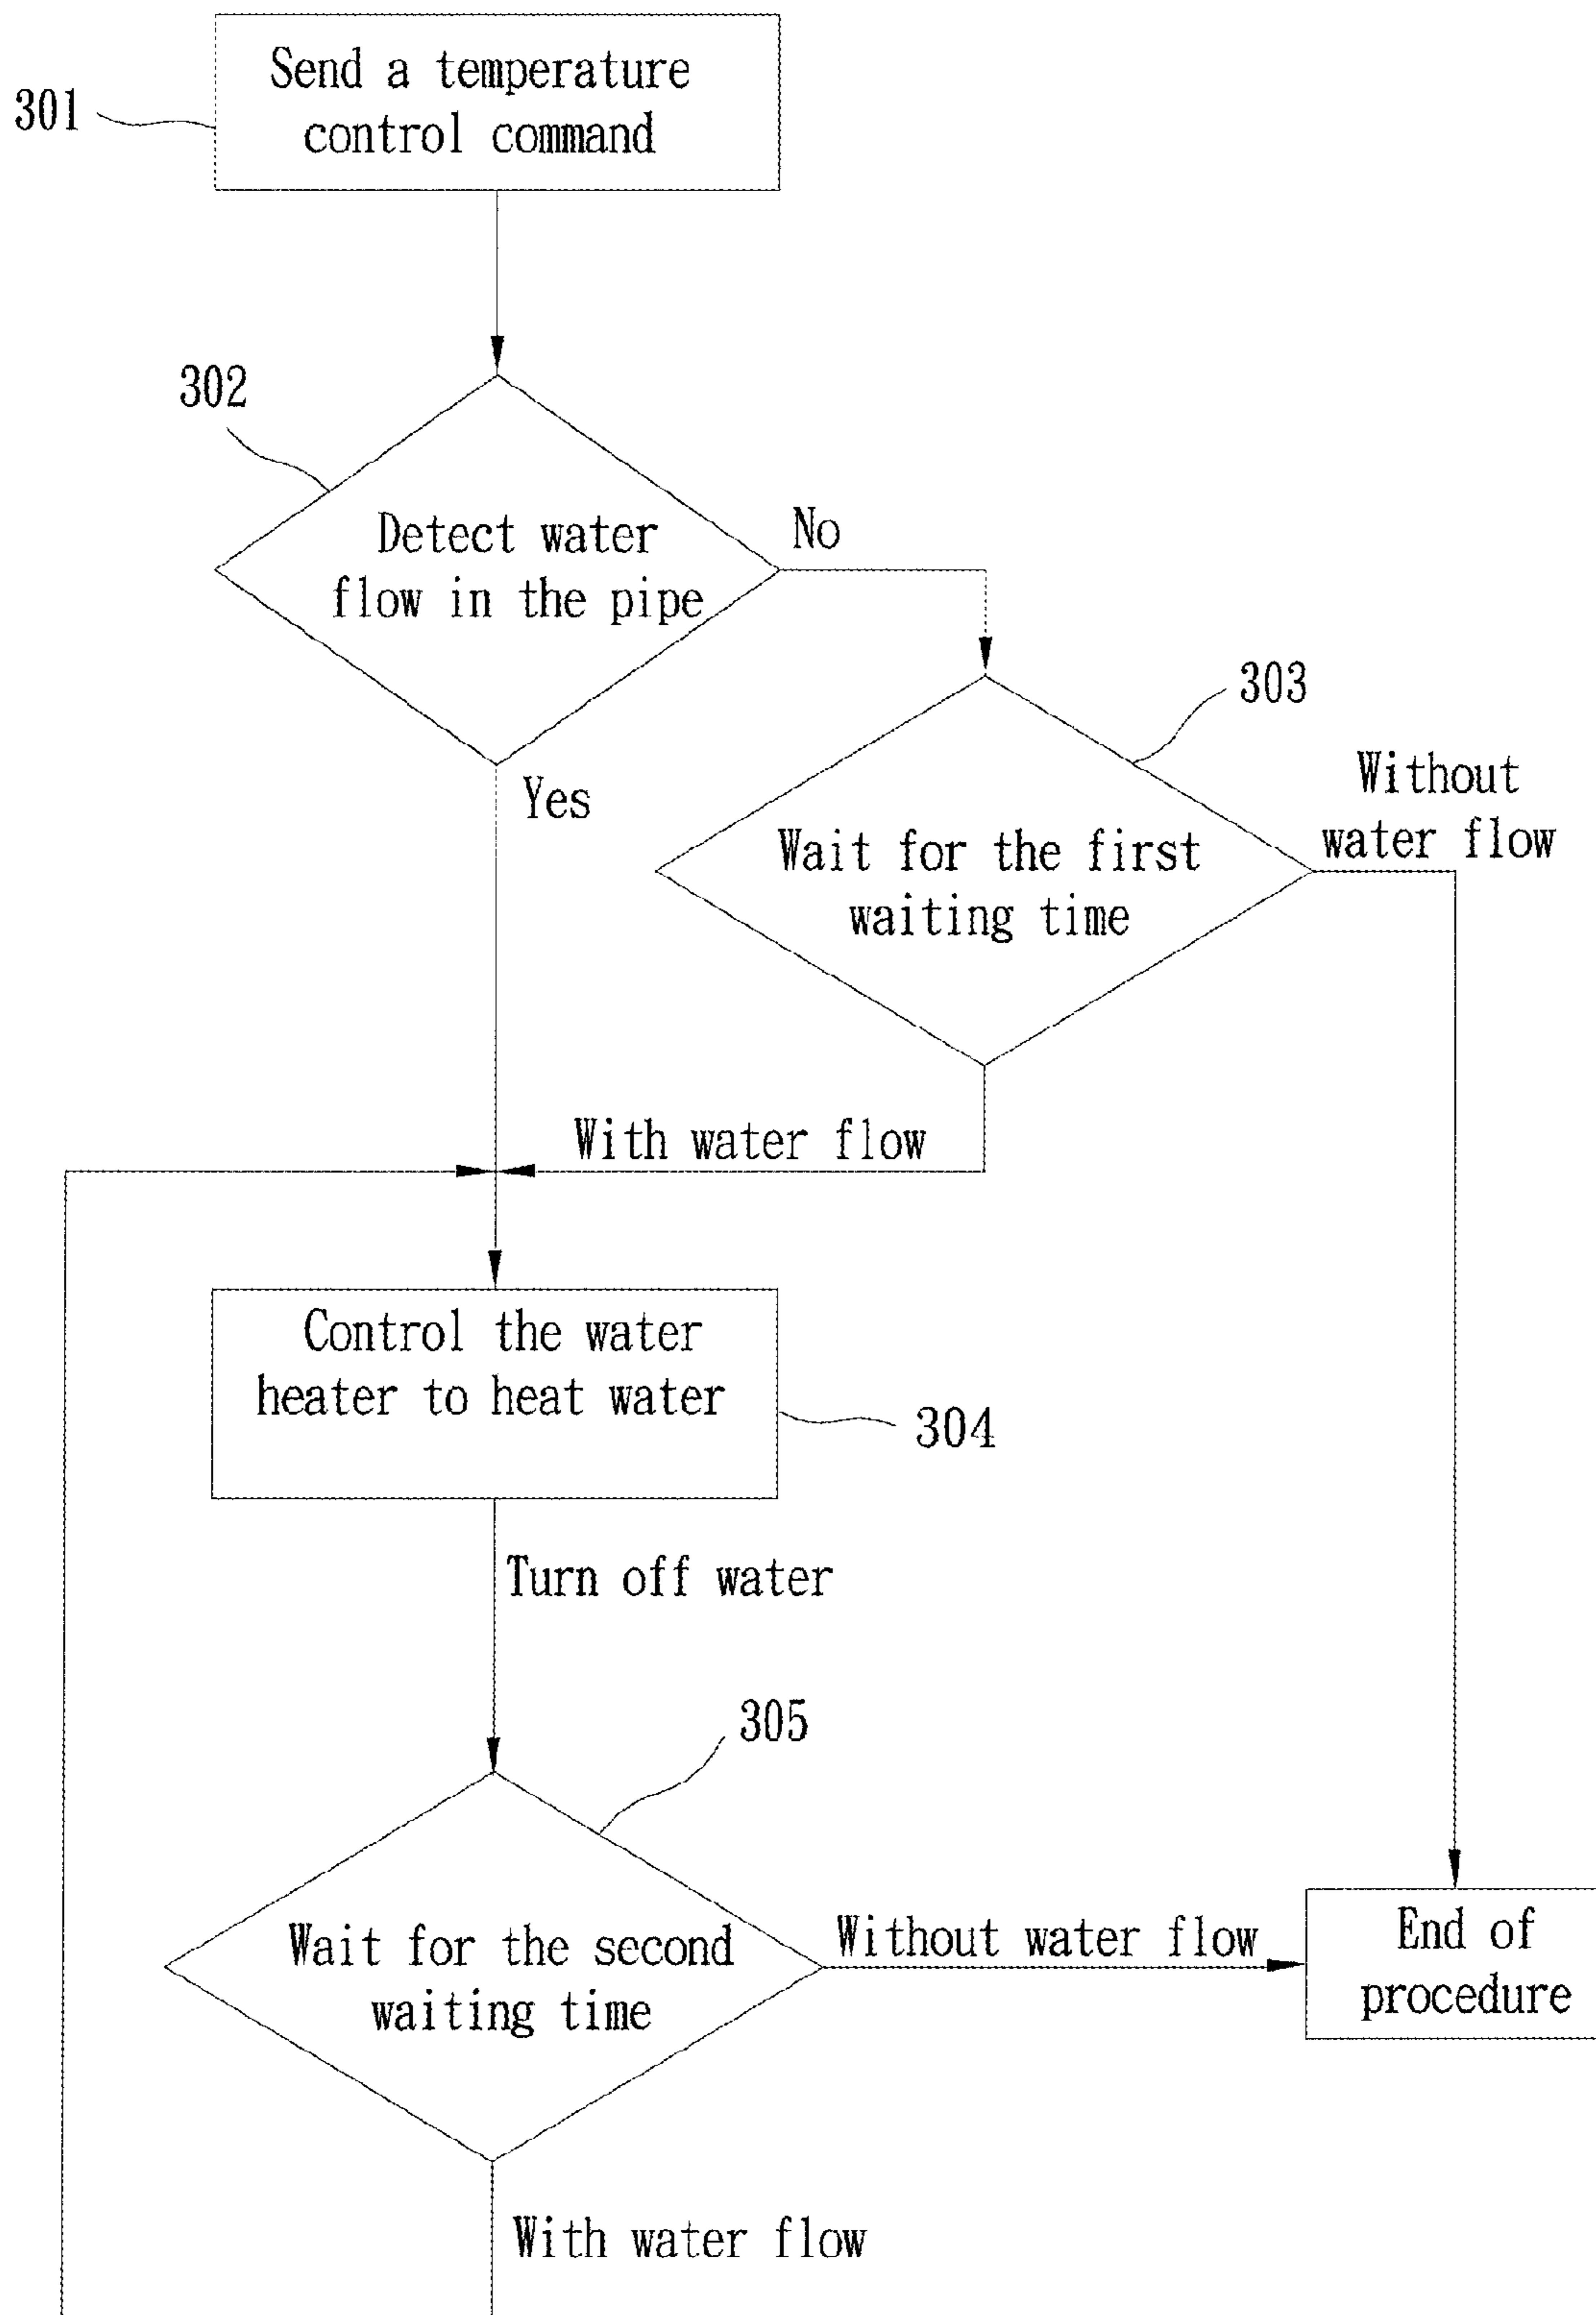 Send a temperature
control command
301
302
Detect water
flow in the pipe
No
Yes
303
Wait for the first
waiting time
Without
water flow
With water flow
Control the water
heater to heat water
304
Turn off water
305
Wait for the second
waiting time
Without water flow
End of
procedure
With water flow